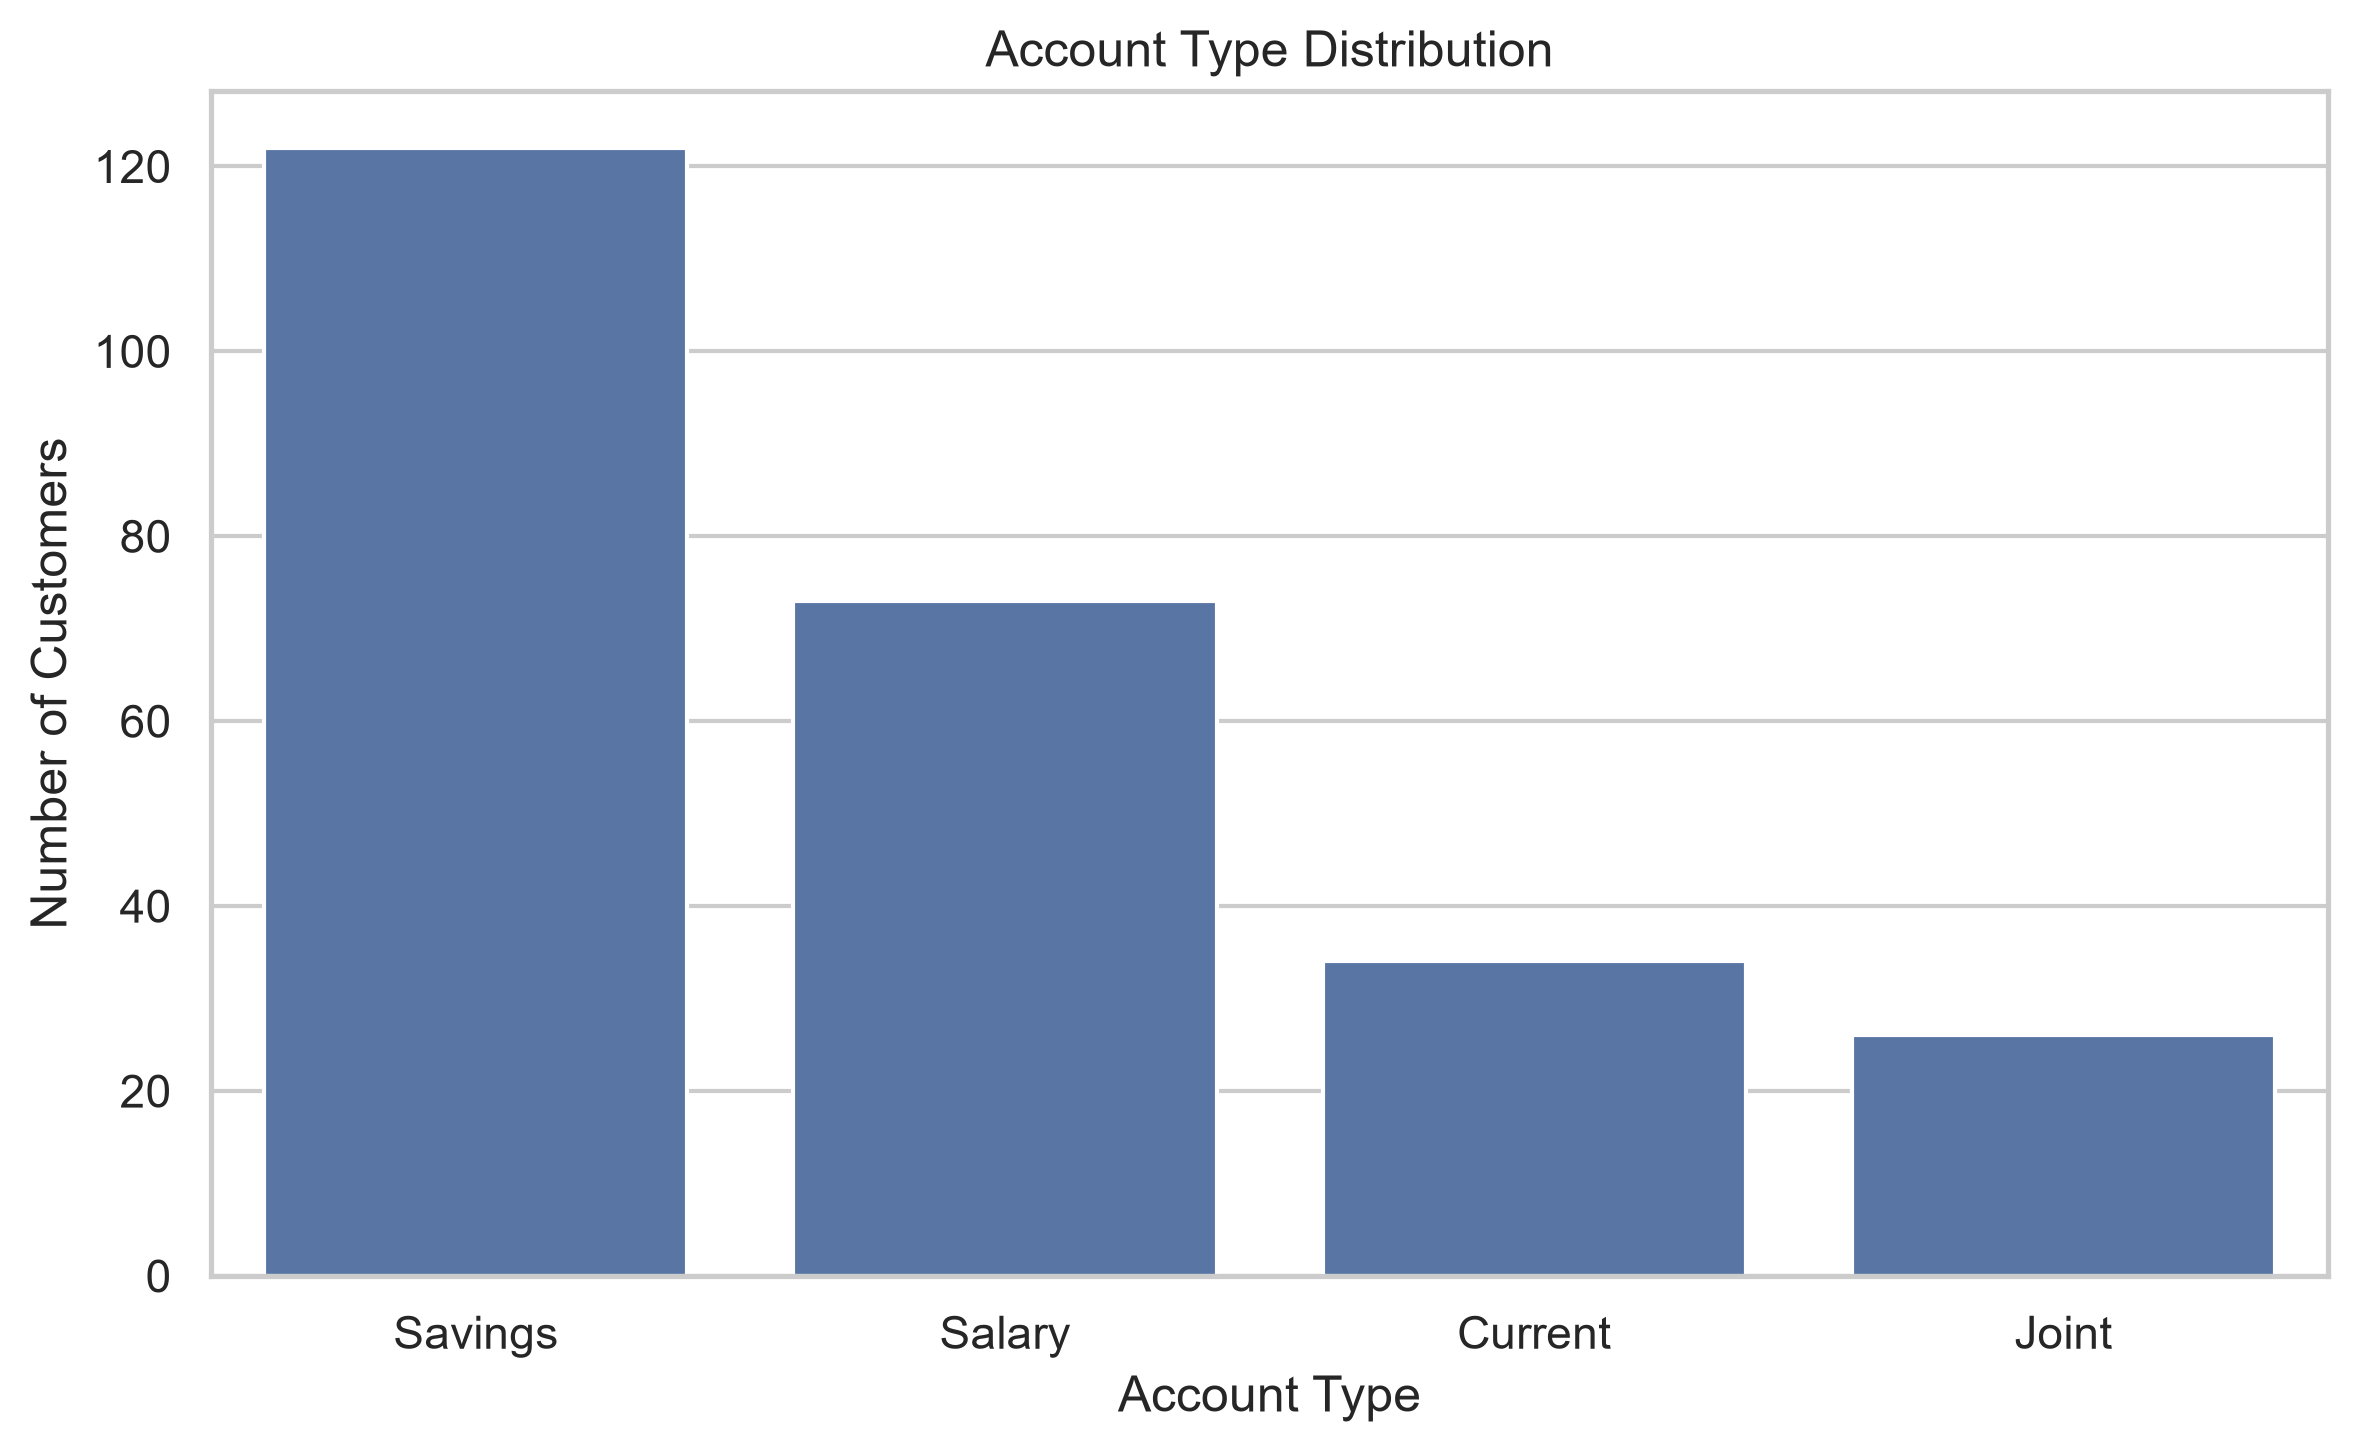 Account Type Distribution
120
100
80
60
40
20
0
Number of Customers
Savings Salary Current Joint
Account Type